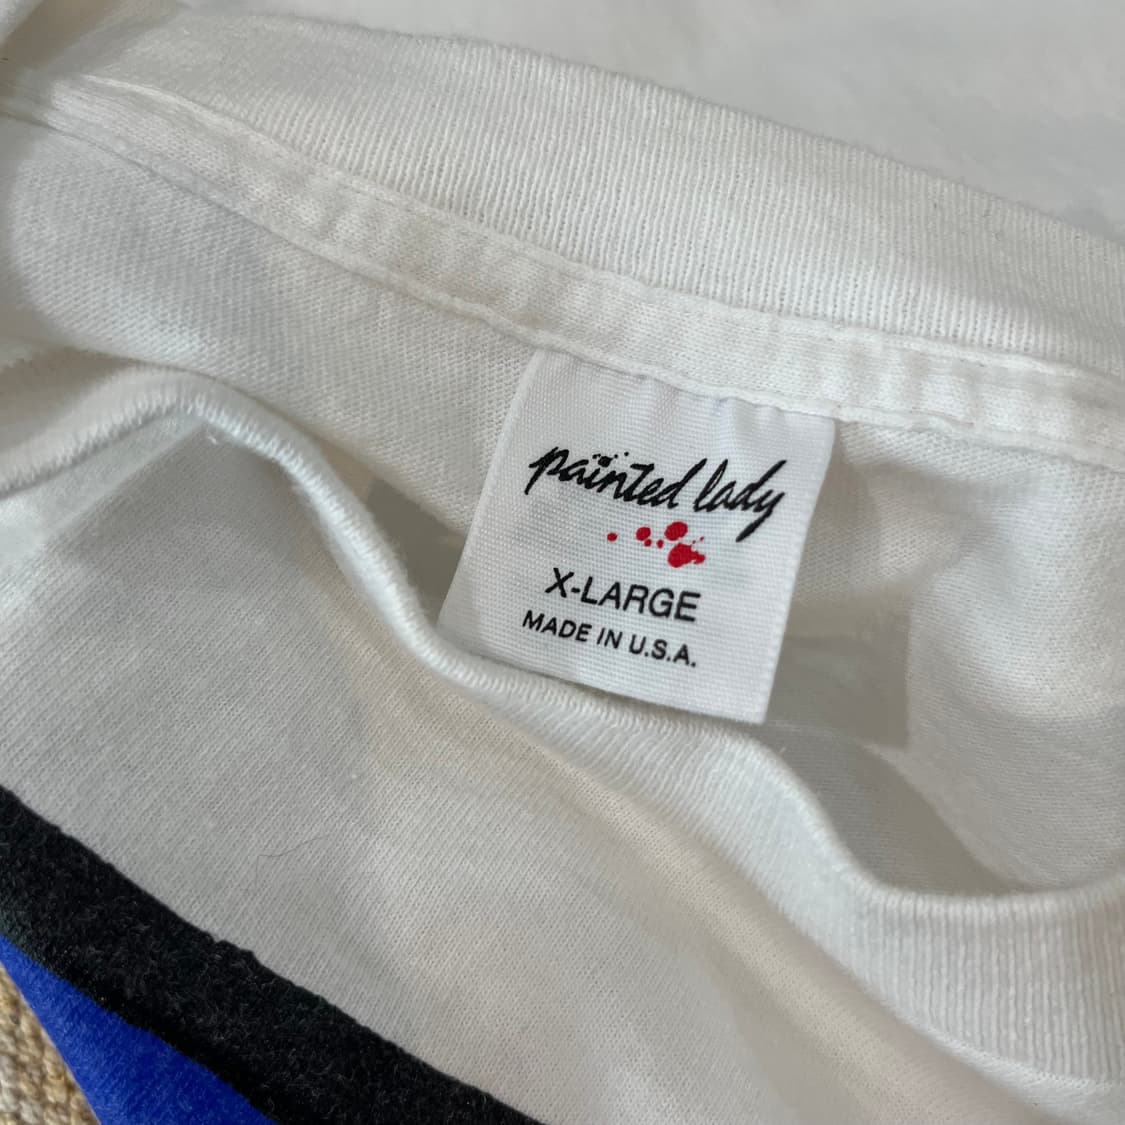 painted lady
X-LARGE
MADE IN U.S.A.